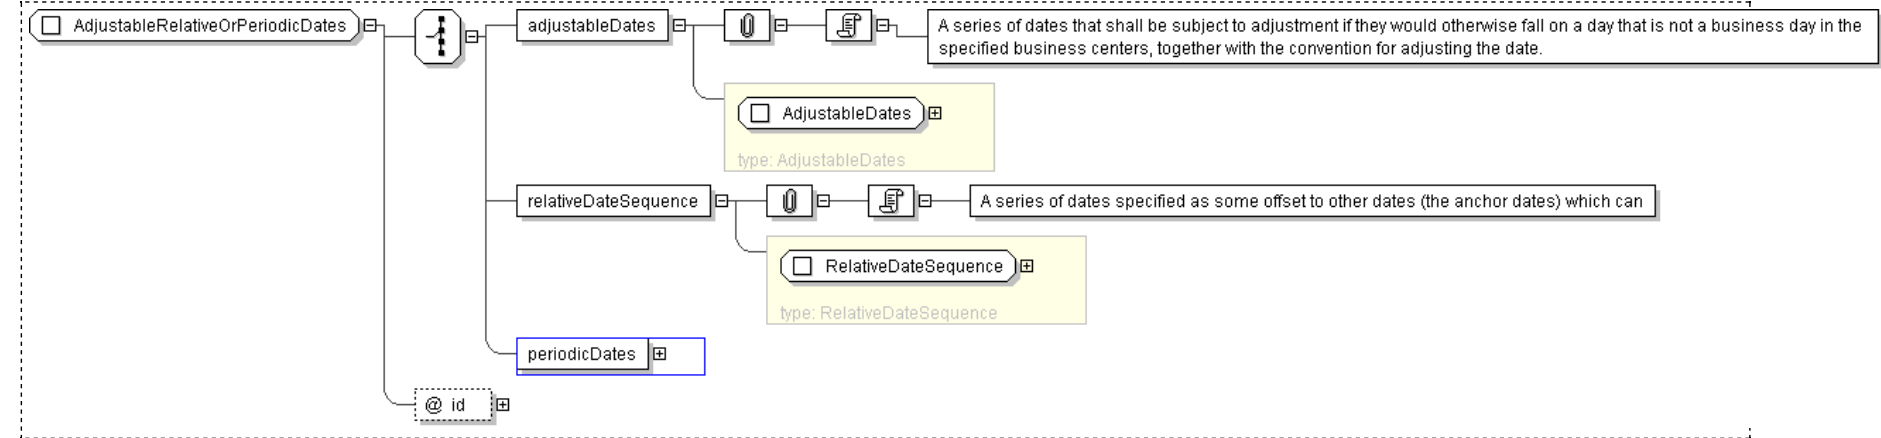 AdjustableRelativeOrPeriodicDates
adjustableDates
A series of dates that shall be subject to adjustment if they would otherwise fall on a day that is not a business day in the
specified business centers, together with the convention for adjusting the date.
AdjustableDates
type: AdjustableDates
relativeDateSequence
A series of dates specified as some offset to other dates (the anchor dates) which can
RelativeDateSequence
type: RelativeDateSequence
periodicDates
@ id